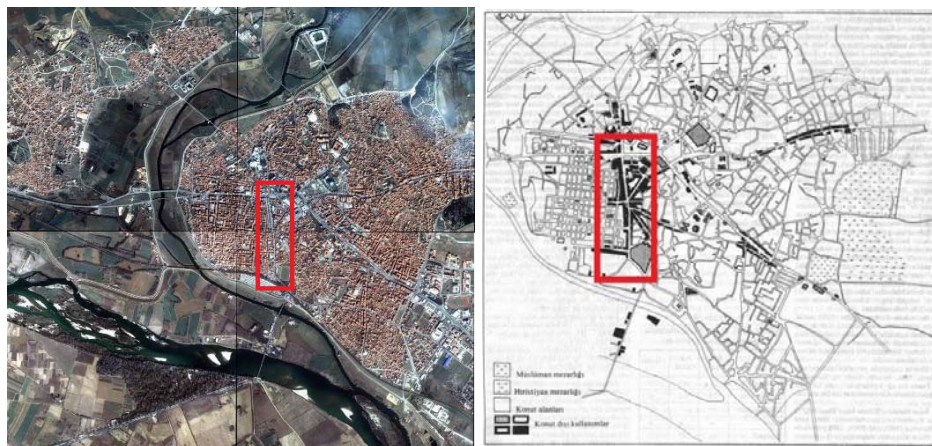 Müslüman mezarlığı
Hıristiyan mezarlığı
Konut alanları
Konut dışı kullanımlar